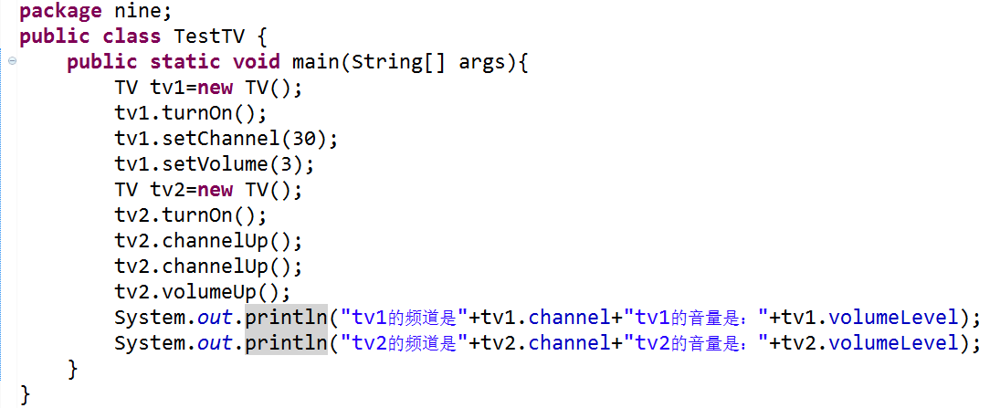 package nine;
public class TestTV {
    public static void main(String[] args){
        TV tv1=new TV();
        tv1.turnOn();
        tv1.setChannel(30);
        tv1.setVolume(3);
        TV tv2=new TV();
        tv2.turnOn();
        tv2.channelUp();
        tv2.channelUp();
        tv2.volumeUp();
        System.out.println("tv1的频道是"+tv1.channel+"tv1的音量是："+tv1.volumeLevel);
        System.out.println("tv2的频道是"+tv2.channel+"tv2的音量是："+tv2.volumeLevel);
    }
}